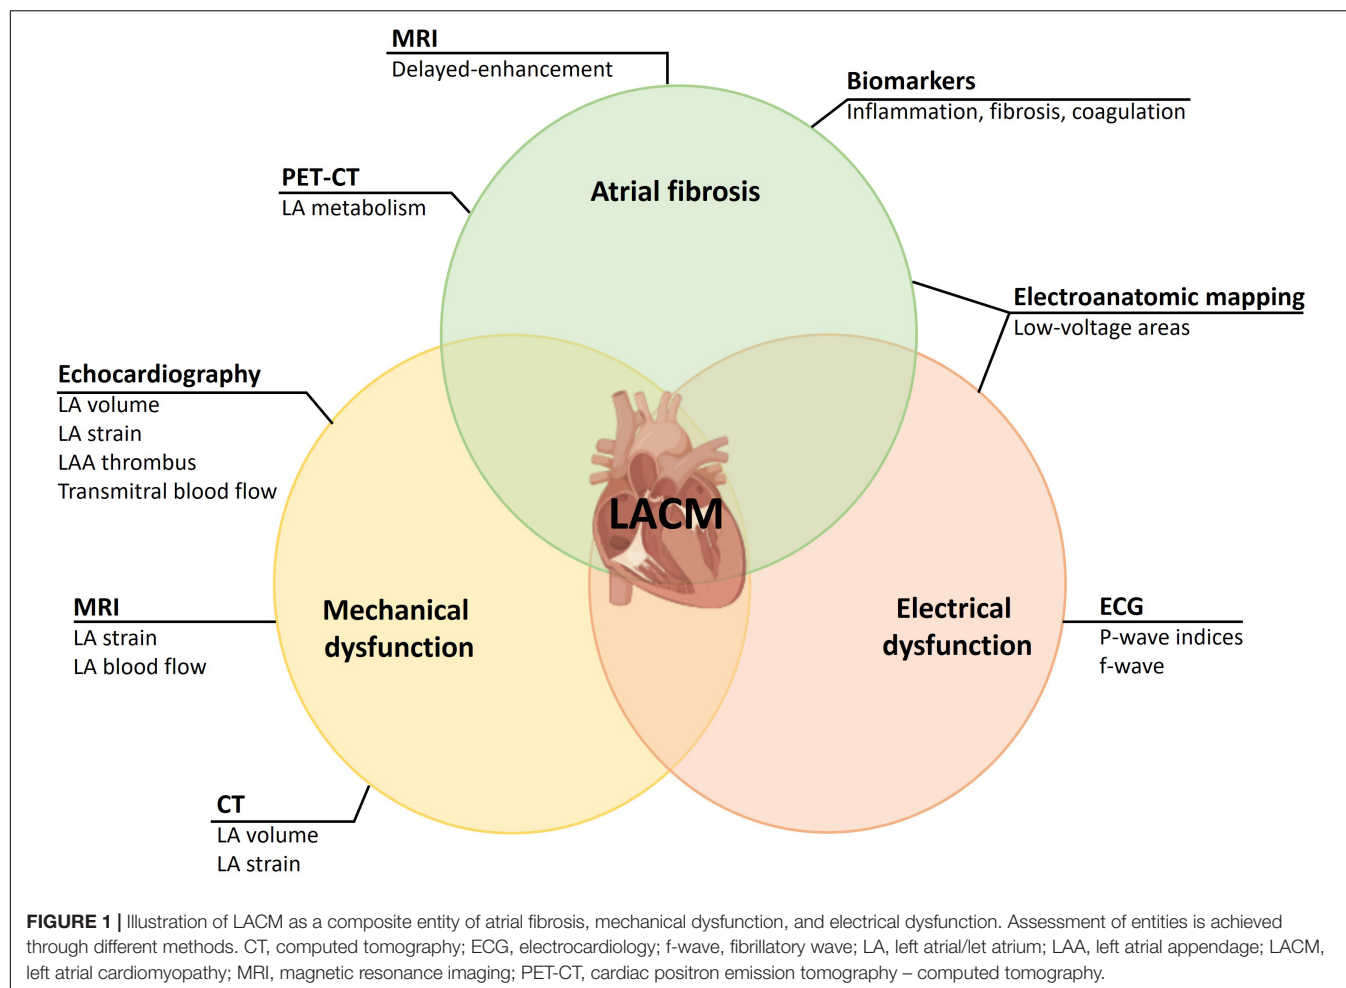 MRI
Delayed-enhancement
Biomarkers
Inflammation, fibrosis, coagulation
PET-CT
LA metabolism
Atrial fibrosis
Electroanatomic mapping
Low-voltage areas
Echocardiography
LA volume
LA strain
LAA thrombus
Transmitral blood flow
LACM
MRI
LA strain
LA blood flow
Mechanical
dysfunction
Electrical
dysfunction
ECG
P-wave indices
f-wave
CT
LA volume
LA strain
FIGURE 1 | Illustration of LACM as a composite entity of atrial fibrosis, mechanical dysfunction, and electrical dysfunction. Assessment of entities is achieved
through different methods. CT, computed tomography; ECG, electrocardiology; f-wave, fibrillatory wave; LA, left atrial/let atrium; LAA, left atrial appendage; LACM,
left atrial cardiomyopathy; MRI, magnetic resonance imaging; PET-CT, cardiac positron emission tomography – computed tomography.